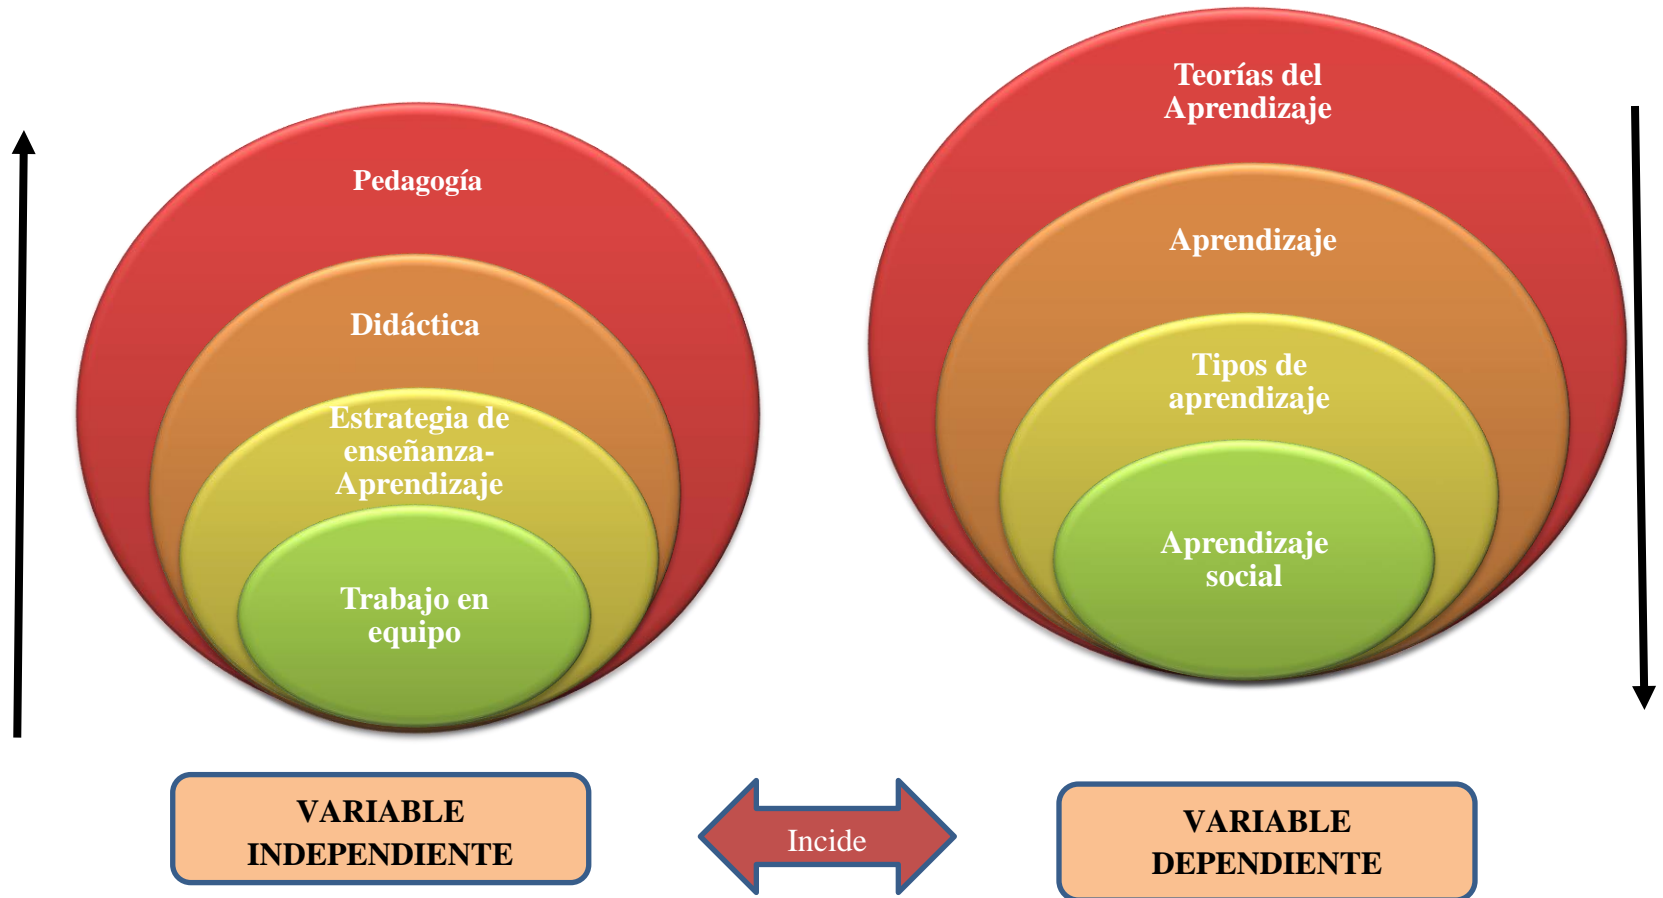 Pedagogía
Didáctica
Estrategia de
enseñanza-
Aprendizaje
Trabajo en
equipo
Teorías del
Aprendizaje
Aprendizaje
Tipos de
aprendizaje
Aprendizaje
social
VARIABLE
INDEPENDIENTE
Incide
VARIABLE
DEPENDIENTE